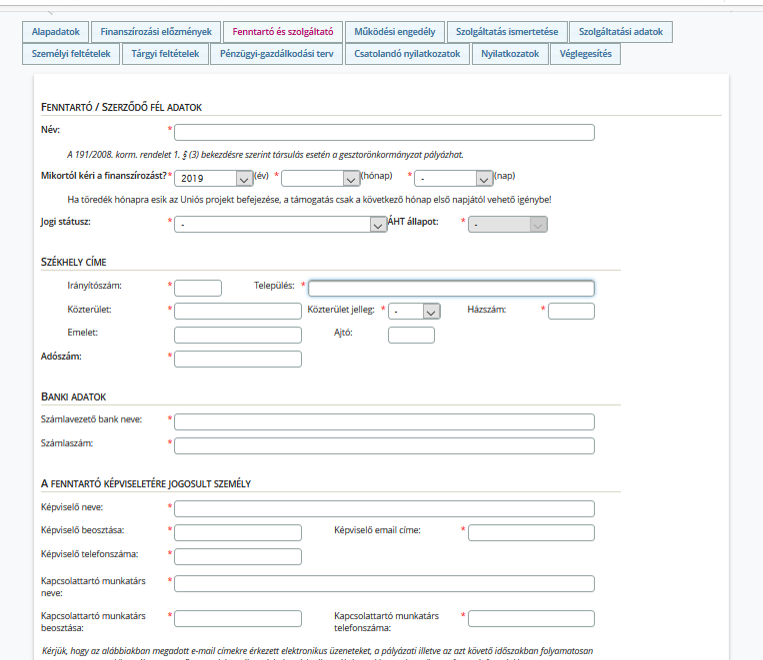 Alapadatok Finanszírozási előzmények Fenntartó és szolgáltató Működési engedély Szolgáltatás ismertetése Szolgáltatási adatok
Személyi feltételek Tárgyi feltételek Pénzügyi-gazdálkodási terv Csatolandó nyilatkozatok Nyilatkozatok Véglegesítés
FENNTARTÓ / SZERZŐDŐ FÉL ADATOK
Név: *
A 191/2008. korm. rendelet 1. § (3) bekezdésre szerint társulás esetén a gesztorönkormányzat pályázhat.
Mikortól kéri a finanszírozást? * 2019 (év) * (hónap) * - (nap)
Ha töredék hónapra esik az Uniós projekt befejezése, a támogatás csak a következő hónap első napjától vehető igénybe!
Jogi státusz: * - ÁHT állapot: * -
SZÉKHELY CÍME
Irányítószám: * Település: *
Közterület: * Közterület jelleg: * - Házszám: *
Emelet: Ajtó:
Adószám: *
BANKI ADATOK
Számlavezető bank neve: *
Számlaszám: *
A FENNTARTÓ KÉPVISELETÉRE JOGOSULT SZEMÉLY
Képviselő neve: *
Képviselő beosztása: * Képviselő email címe: *
Képviselő telefonszáma: *
Kapcsolattartó munkatárs *
neve:
Kapcsolattartó munkatárs * Kapcsolattartó munkatárs *
beosztása: telefonszáma:
Kérjük, hogy az alábbiakban megadott e-mail címekre érkezett elektronikus üzeneteket, a pályázati illetve az azt követő időszakban folyamatosan